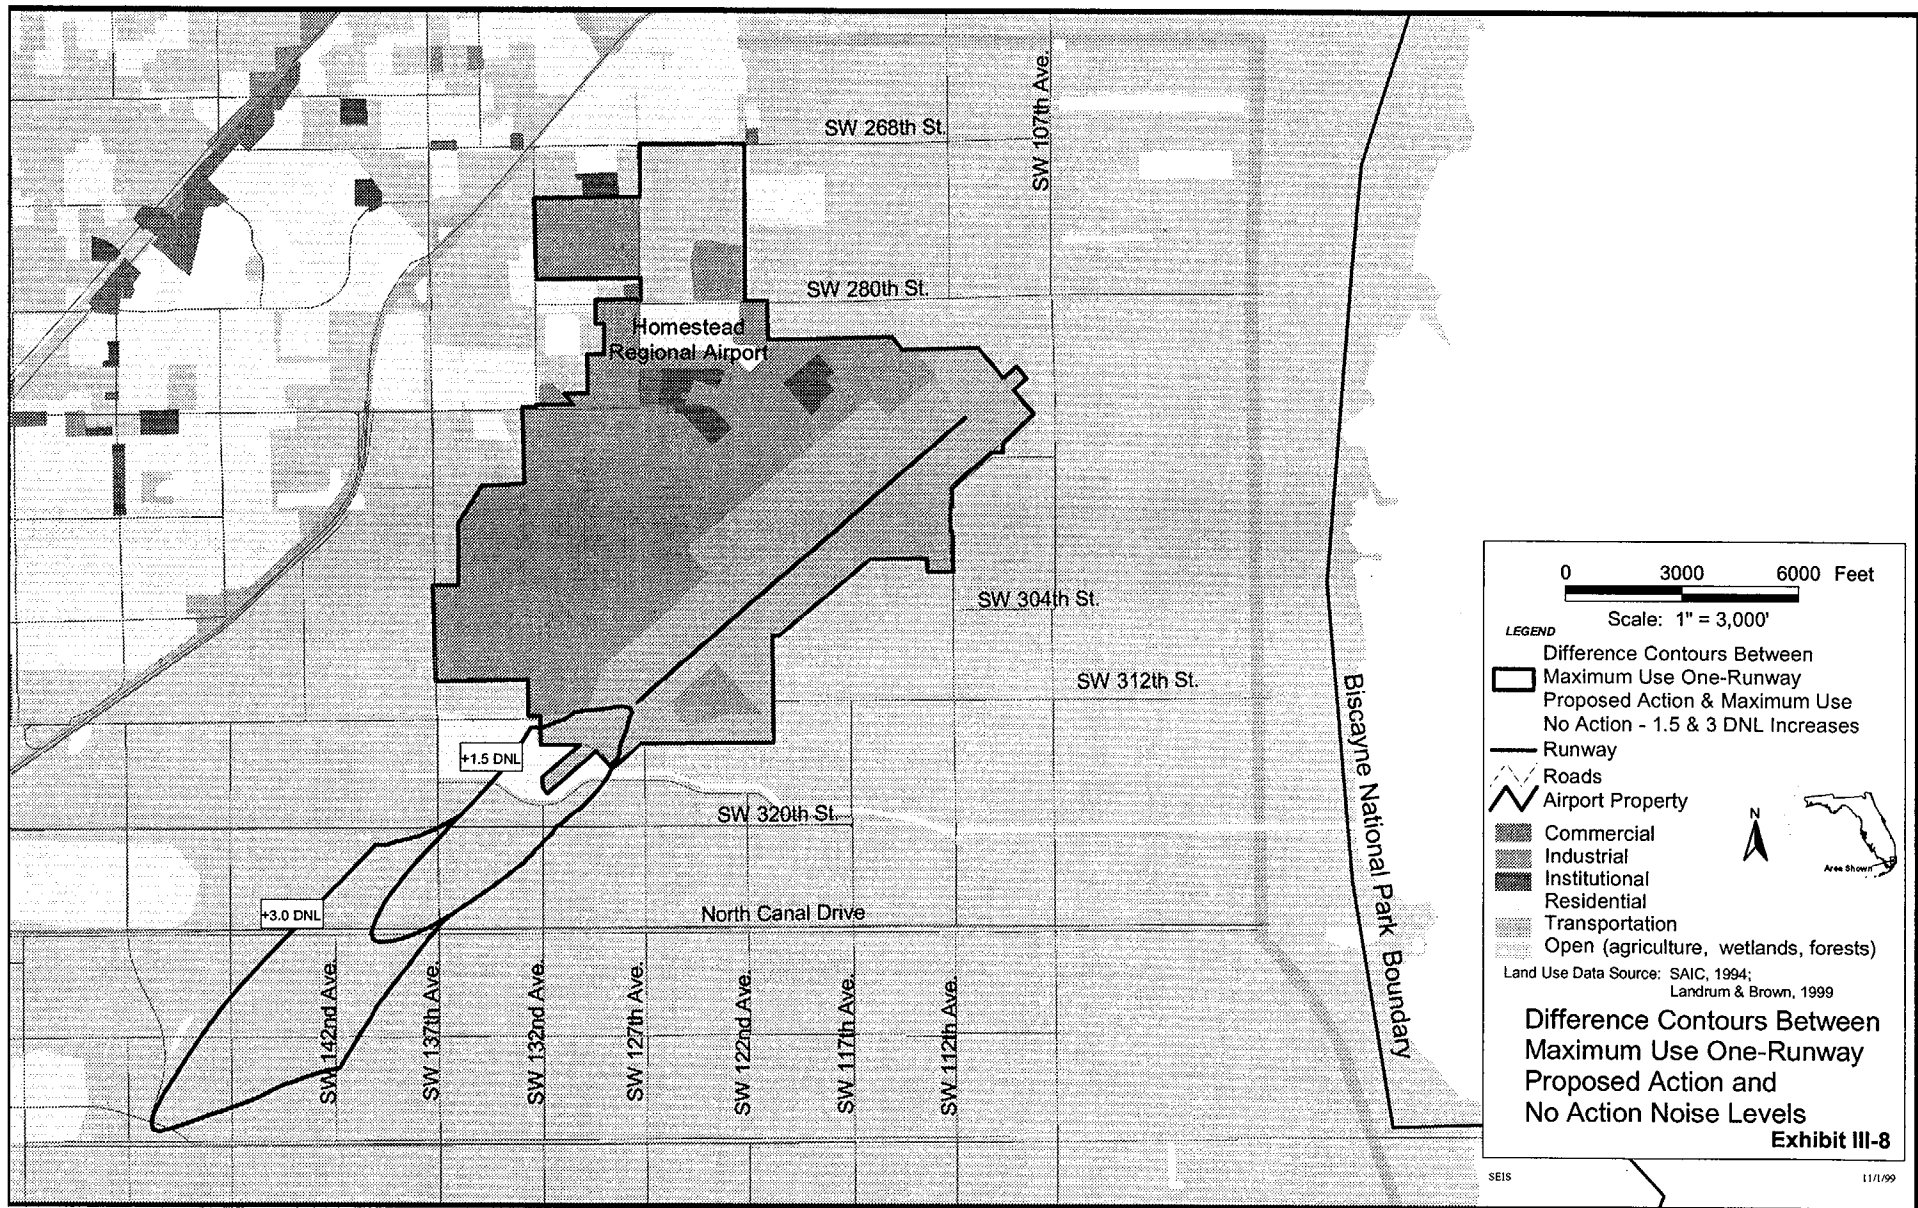 SW 107th Ave.
SW 268th St.
SW 280th St.
Homestead
Regional Airport
SW 304th St.
SW 312th St.
+1.5 DNL
SW 320th St.
+3.0 DNL
North Canal Drive
SW 142nd Ave.
SW 137th Ave.
SW 132nd Ave.
SW 127th Ave.
SW 122nd Ave.
SW 117th Ave.
SW 112th Ave.
Biscayne National Park Boundary
0 3000 6000 Feet
Scale: 1" = 3,000'
LEGEND
Difference Contours Between
Maximum Use One-Runway
Proposed Action & Maximum Use
No Action - 1.5 & 3 DNL Increases
Runway
Roads
Airport Property
N
Commercial
Industrial
Institutional
Residential
Transportation
Open (agriculture, wetlands, forests)
Area Shown
Land Use Data Source: SAIC, 1994;
Landrum & Brown, 1999
Difference Contours Between
Maximum Use One-Runway
Proposed Action and
No Action Noise Levels
Exhibit III-8
SEIS
11/1/99